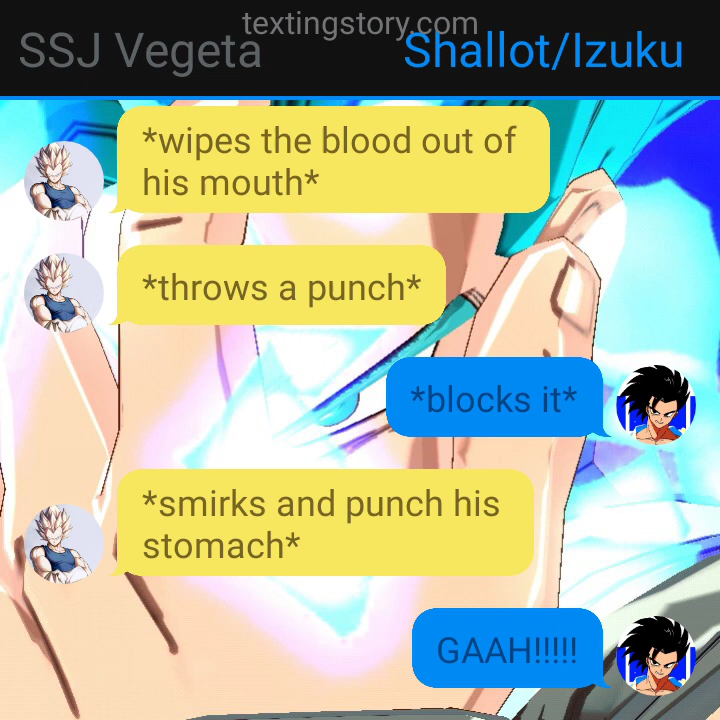 textingstory.com
SSJ Vegeta
Shallot/Izuku
*wipes the blood out of
his mouth*
*throws a punch*
*blocks it*
*smirks and punch his
stomach*
GAAH!!!!!